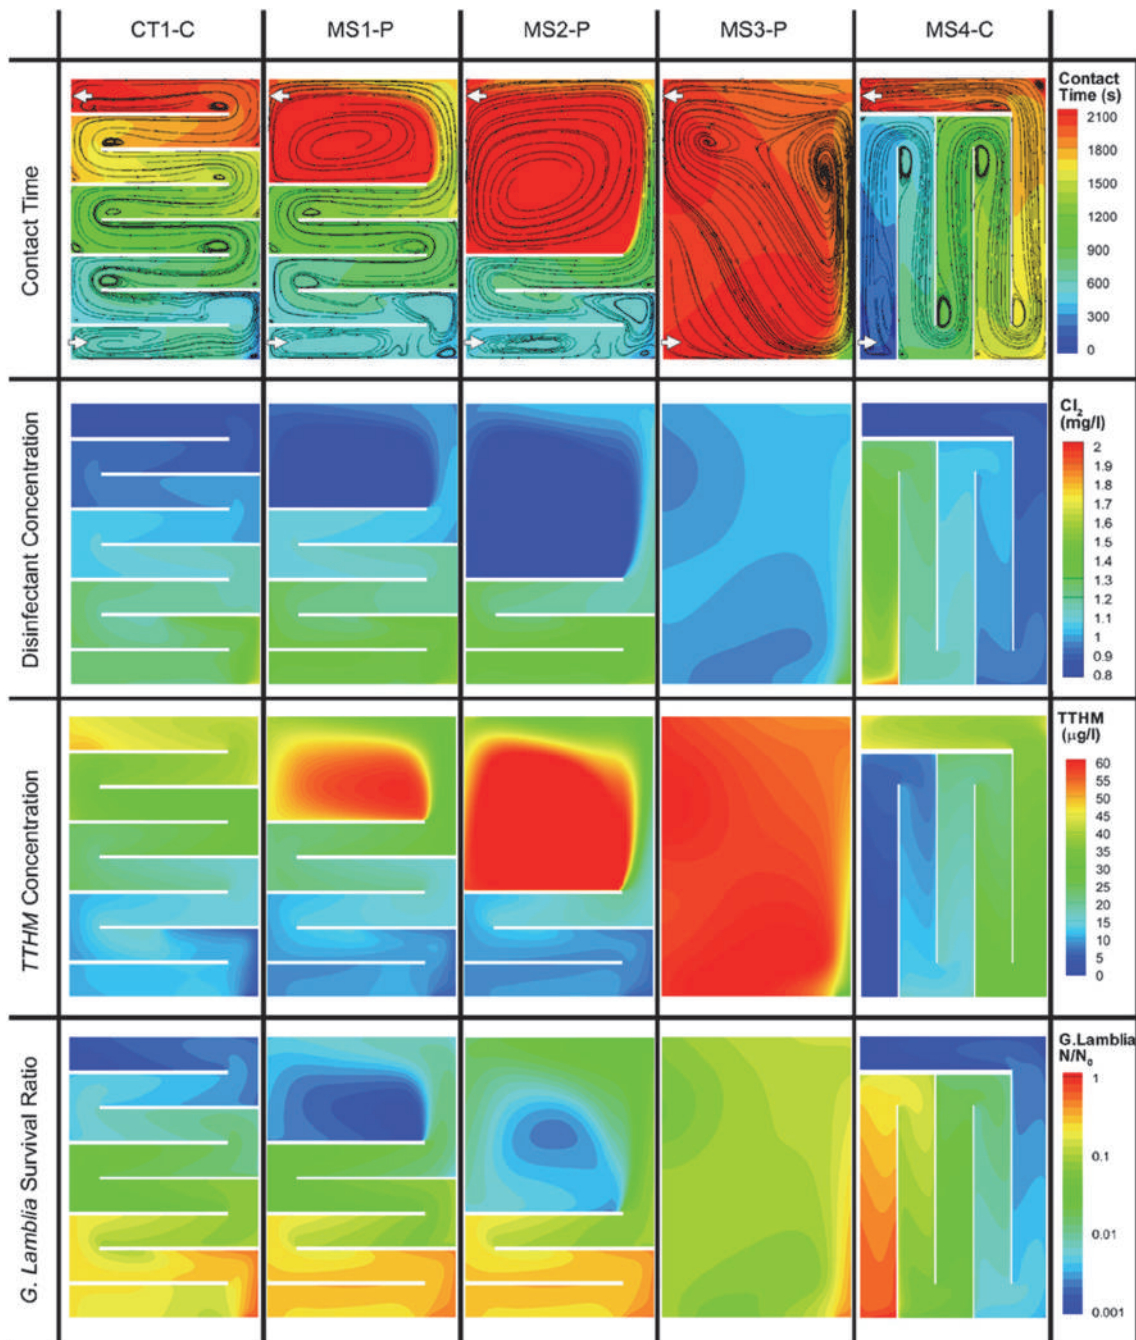 CT1-C
MS1-P
MS2-P
MS3-P
MS4-C
Contact Time
Contact
Time (s)
2100
1800
1500
1200
900
600
300
0
Disinfectant Concentration
Cl2
(mg/l)
2
1.9
1.8
1.7
1.6
1.5
1.4
1.3
1.2
1.1
1
0.9
0.8
TTHM Concentration
TTHM
(µg/l)
60
55
50
45
40
35
30
25
20
15
10
5
0
G. Lamblia Survival Ratio
G.Lamblia
N/N0
1
0.1
0.01
0.001